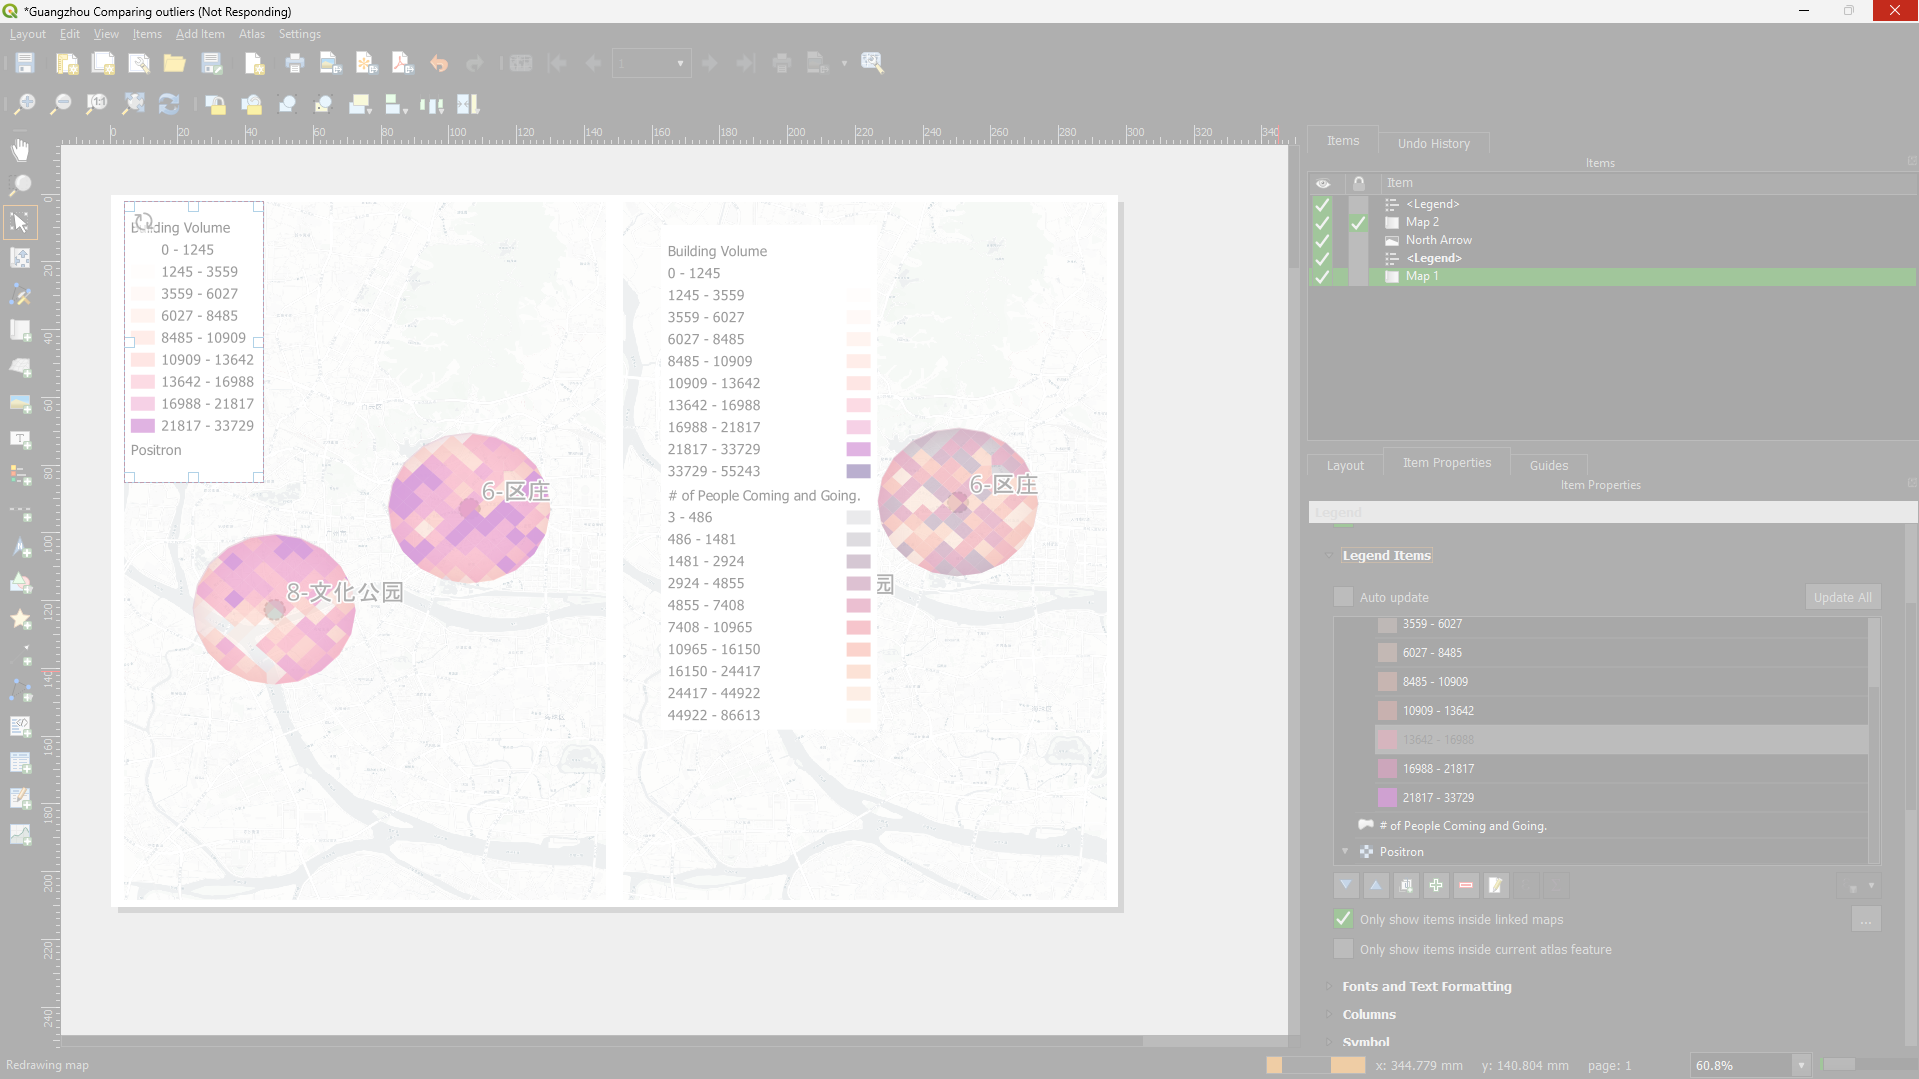 *Guangzhou Comparing outliers (Not Responding)
Layout Edit View Items Add Item Atlas Settings
1
0 20 40 60 80 100 120 140 160 180 200 220 240 260 280 300 320 340
0 20 40 60 80 100 120 140 160 180 200 220 240
Building Volume
0 - 1245
1245 - 3559
3559 - 6027
6027 - 8485
8485 - 10909
10909 - 13642
13642 - 16988
16988 - 21817
21817 - 33729
Positron
6-区庄
8-文化公园
Building Volume
0 - 1245
1245 - 3559
3559 - 6027
6027 - 8485
8485 - 10909
10909 - 13642
13642 - 16988
16988 - 21817
21817 - 33729
33729 - 55243
# of People Coming and Going.
3 - 486
486 - 1481
1481 - 2924
2924 - 4855
4855 - 7408
7408 - 10965
10965 - 16150
16150 - 24417
24417 - 44922
44922 - 86613
6-区庄
园
Items Undo History
Items
Item
<Legend>
Map 2
North Arrow
<Legend>
Map 1
Layout Item Properties Guides
Item Properties
Legend
Legend Items
Auto update Update All
3559 - 6027
6027 - 8485
8485 - 10909
10909 - 13642
13642 - 16988
16988 - 21817
21817 - 33729
# of People Coming and Going.
Positron
Only show items inside linked maps ...
Only show items inside current atlas feature
Fonts and Text Formatting
Columns
Symbol
Redrawing map
x: 344.779 mm y: 140.804 mm page: 1 60.8%